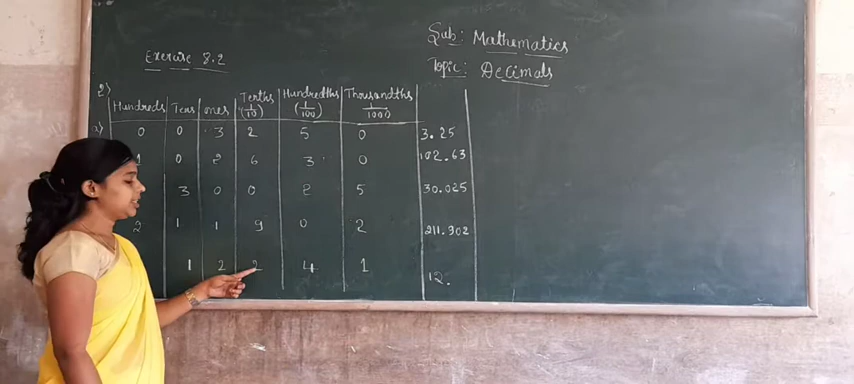 Sub: Mathematics
Exercise 8.2
Topic: Decimals
2)
Hundreds Tens ones Tenths (1/10) Hundredths (1/100) Thousandths (1/1000)
a) 0 0 3 2 5 0 3.25
1 0 2 6 3 0 102.63
3 0 0 2 5 30.025
2 1 1 9 0 2 211.902
1 2 2 4 1 12.